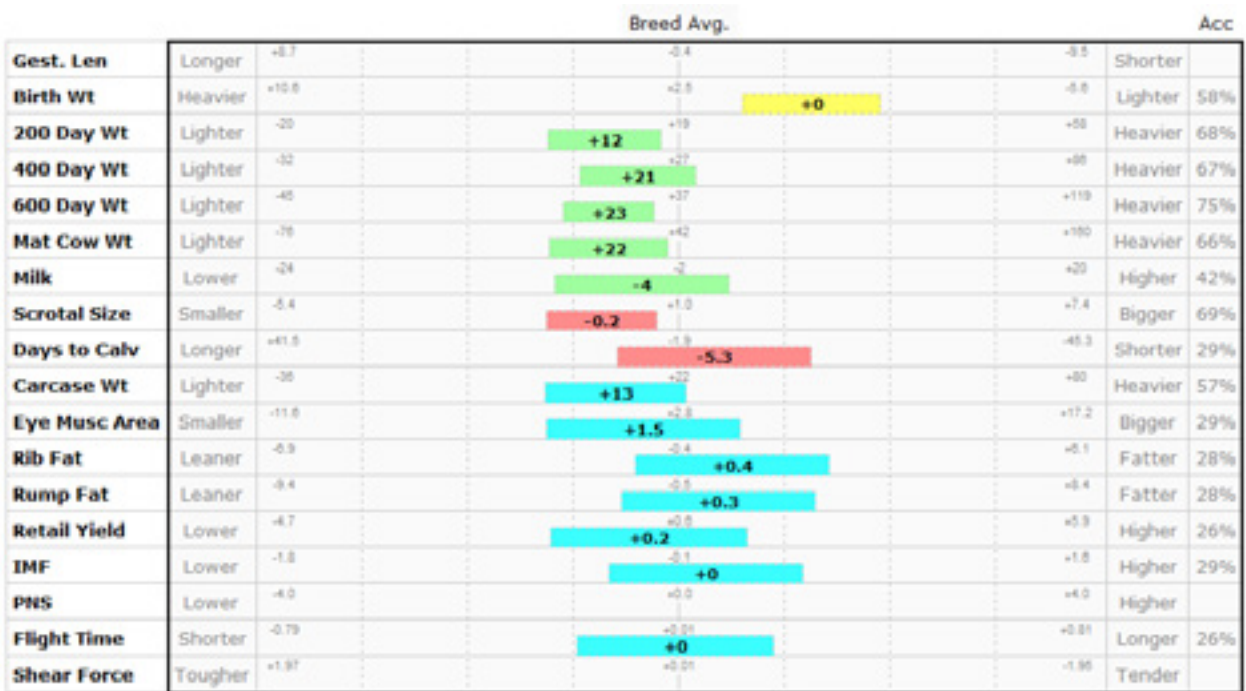 Breed Avg. Acc
Gest. Len Longer +8.7 -0.4 -9.5 Shorter
Birth Wt Heavier +10.6 +2.5 +0 Lighter 58%
200 Day Wt Lighter -20 +19 +12 +58 Heavier 68%
400 Day Wt Lighter -32 +27 +21 Heavier 67%
600 Day Wt Lighter -45 +37 +23 +119 Heavier 75%
Mat Cow Wt Lighter -76 +42 +22 +160 Heavier 66%
Milk Lower -24 -2 -4 +20 Higher 42%
Scrotal Size Smaller -5.4 +1.0 -0.2 +7.4 Bigger 69%
Days to Calv Longer +41.5 -1.9 -5.3 -45.3 Shorter 29%
Carcase Wt Lighter +22 +13 +80 Heavier 57%
Eye Musc Area Smaller -11.6 +2.8 +1.5 +17.2 Bigger 29%
Rib Fat Leaner -6.9 -0.4 +0.4 +6.1 Fatter 28%
Rump Fat Leaner -9.4 -0.5 +0.3 +8.4 Fatter 28%
Retail Yield Lower -4.7 +0.6 +0.2 +5.9 Higher 26%
IMF Lower -1.8 -0.1 +0 +1.6 Higher 29%
PNS Lower -4.0 +0.0 +4.0 Higher
Flight Time Shorter -0.79 +0.01 +0 +0.81 Longer 26%
Shear Force Tougher +1.97 +0.01 -1.95 Tender